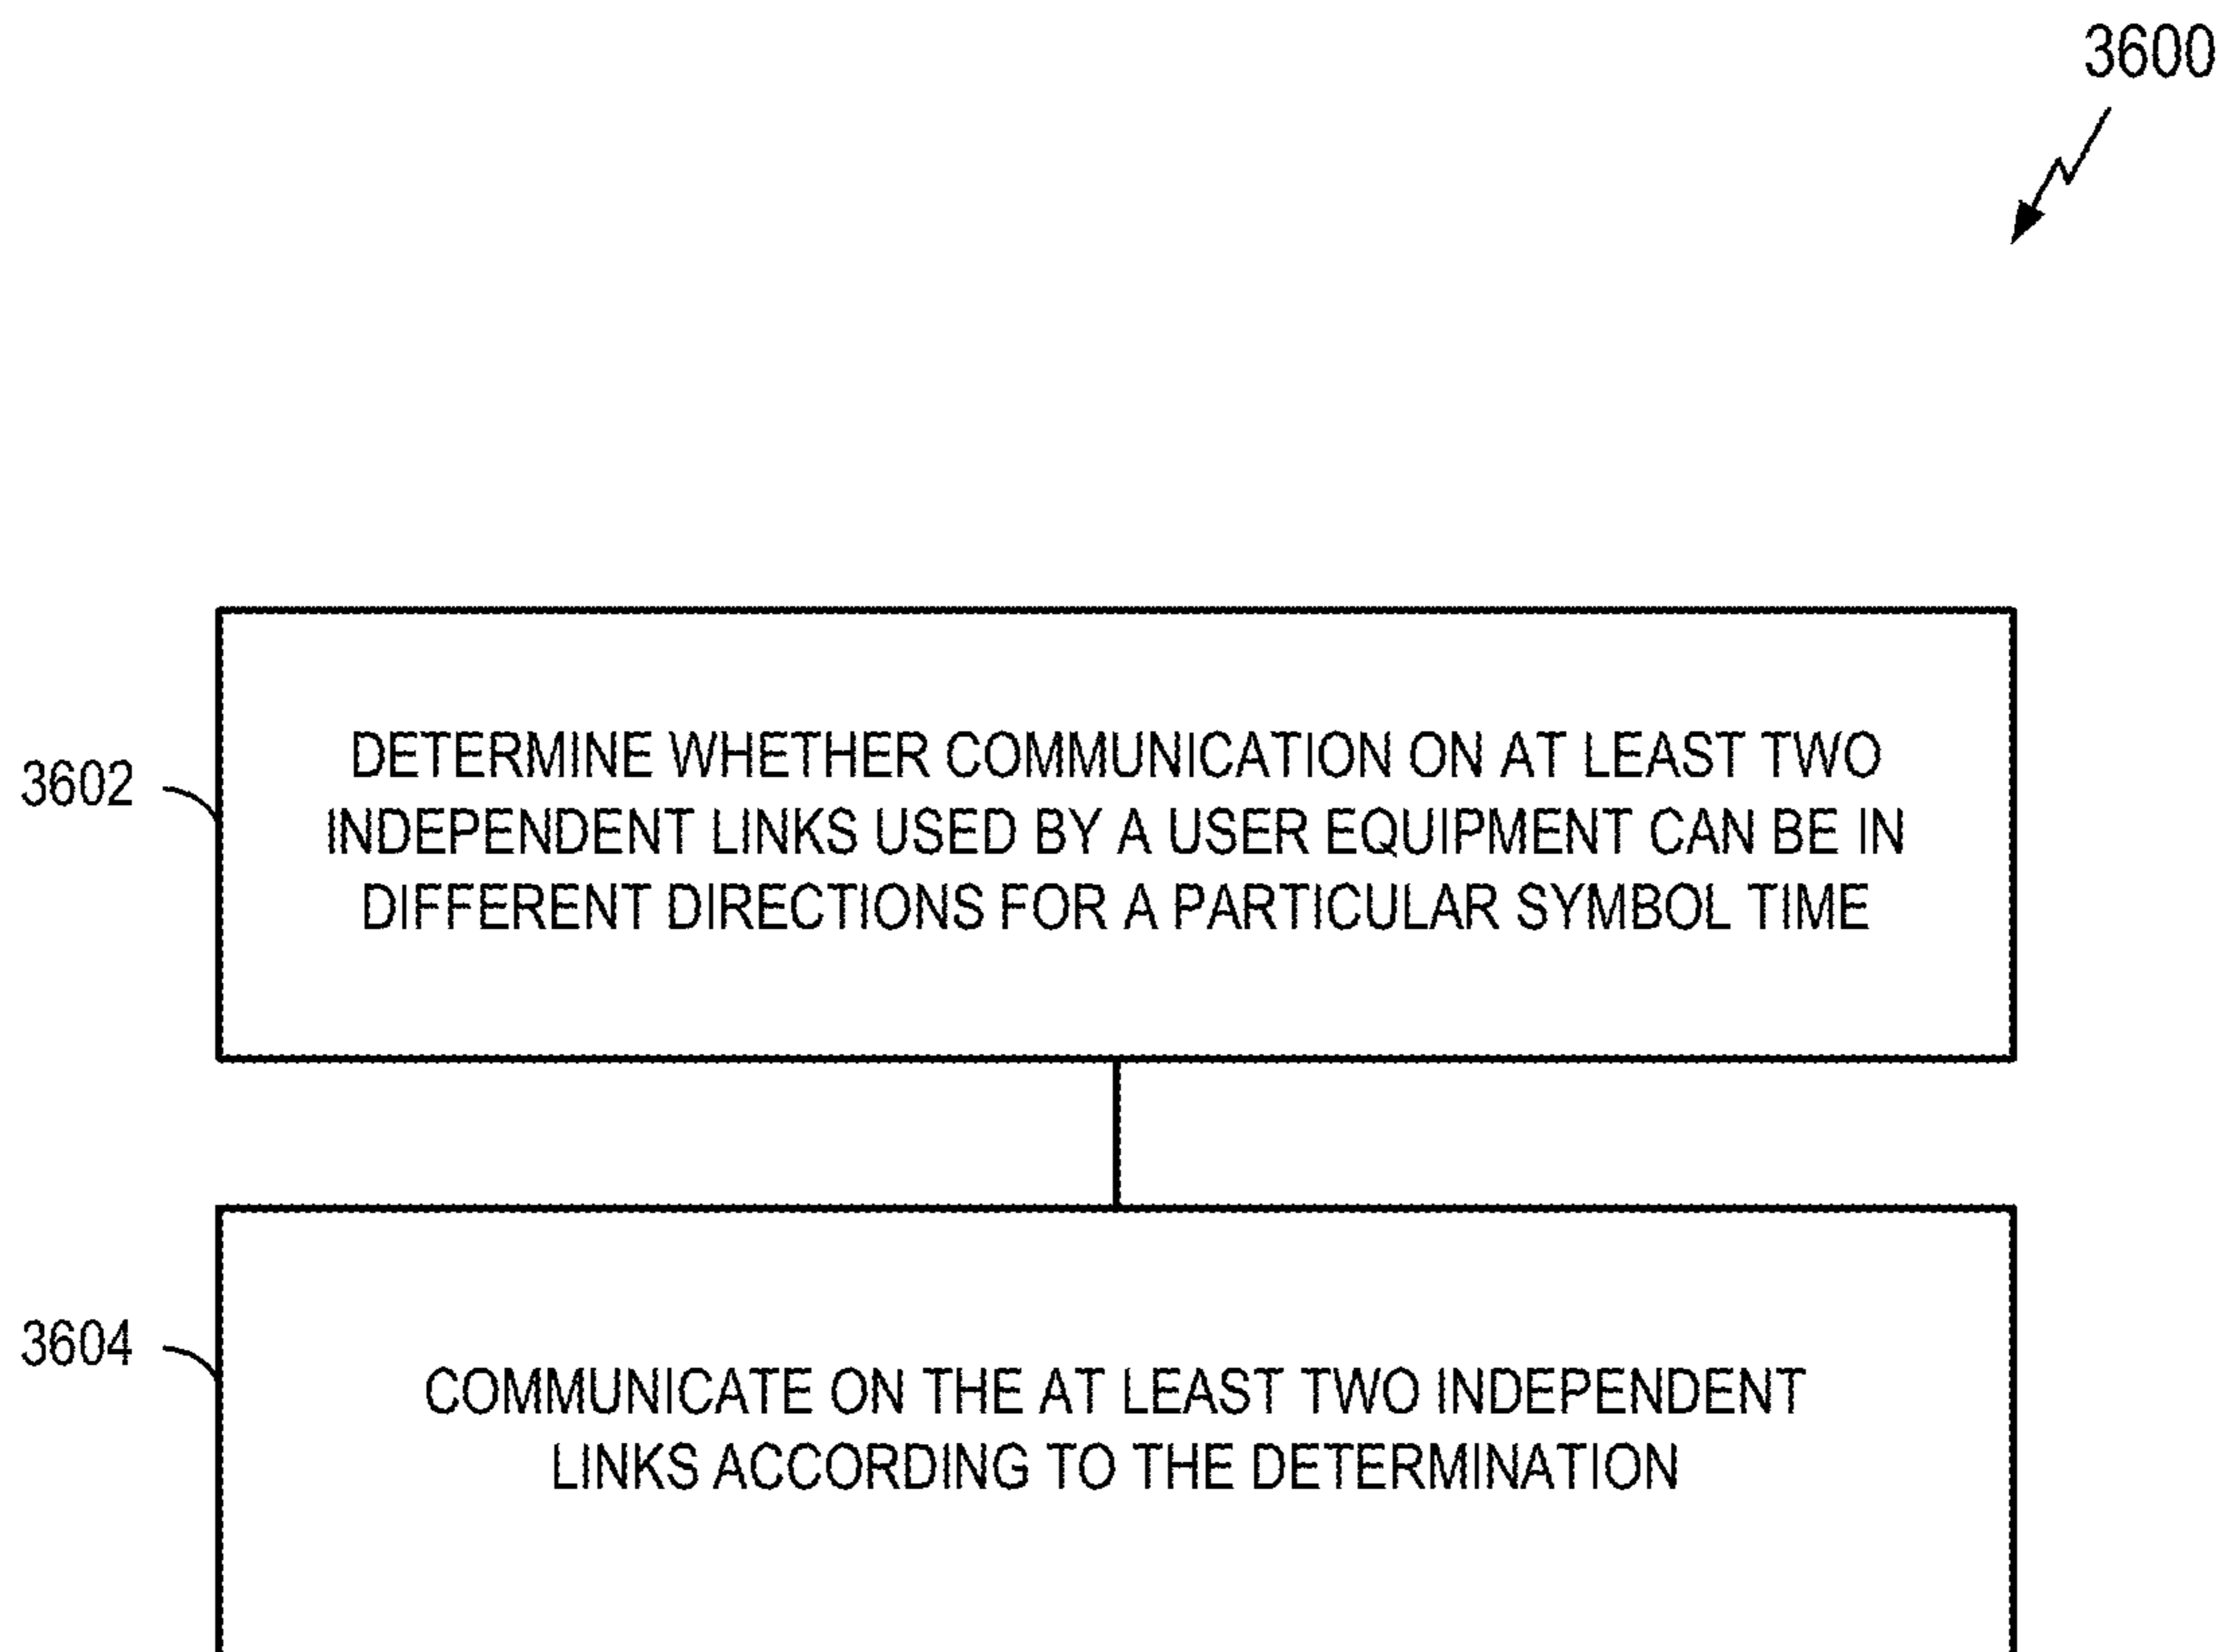 3600
3602
DETERMINE WHETHER COMMUNICATION ON AT LEAST TWO
INDEPENDENT LINKS USED BY A USER EQUIPMENT CAN BE IN
DIFFERENT DIRECTIONS FOR A PARTICULAR SYMBOL TIME
3604
COMMUNICATE ON THE AT LEAST TWO INDEPENDENT
LINKS ACCORDING TO THE DETERMINATION